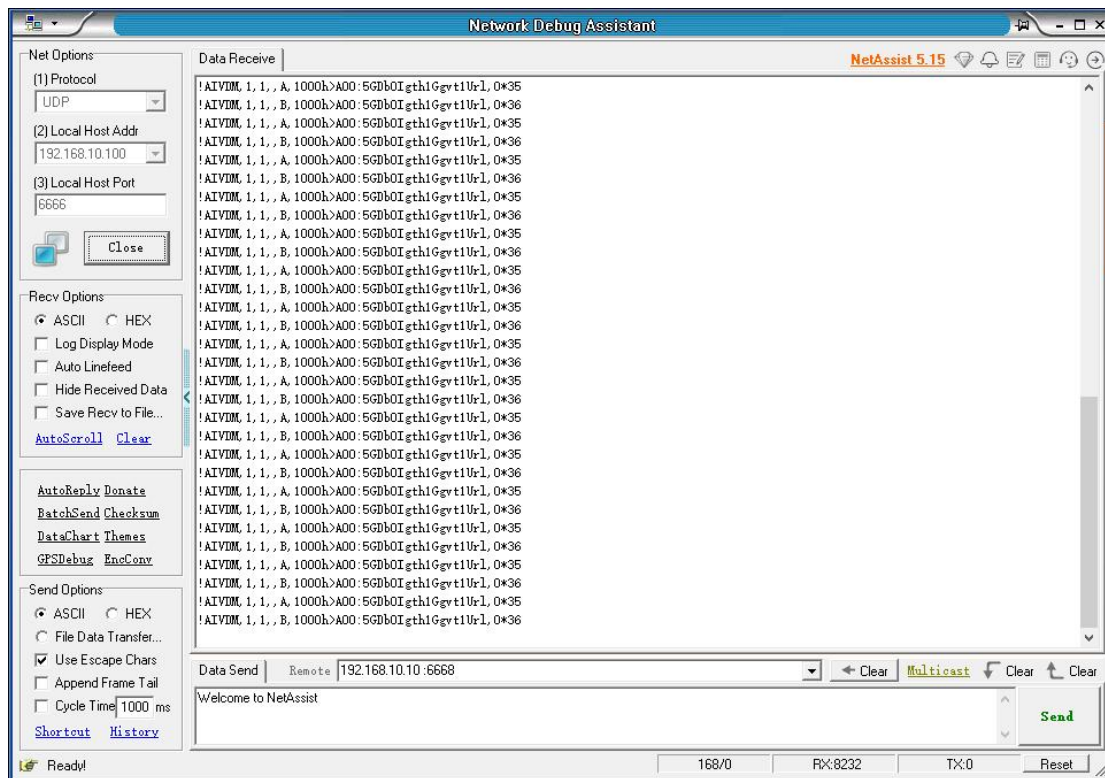 Network Debug Assistant
Net Options
(1) Protocol
UDP
(2) Local Host Addr
192.168.10.100
(3) Local Host Port
6666
Close
Recv Options
ASCII HEX
Log Display Mode
Auto Linefeed
Hide Received Data
Save Recv to File...
AutoScroll Clear
AutoReply Donate
BatchSend Checksum
DataChart Themes
GPSDebug EncConv
Send Options
ASCII HEX
File Data Transfer...
Use Escape Chars
Append Frame Tail
Cycle Time 1000 ms
Shortcut History
Data Receive
NetAssist 5.15
!AIVDM,1,1,,A,1000h>A00:5GDbOIgth1Ggvt1Url,0*35
!AIVDM,1,1,,B,1000h>A00:5GDbOIgth1Ggvt1Url,0*36
!AIVDM,1,1,,A,1000h>A00:5GDbOIgth1Ggvt1Url,0*35
!AIVDM,1,1,,B,1000h>A00:5GDbOIgth1Ggvt1Url,0*36
!AIVDM,1,1,,A,1000h>A00:5GDbOIgth1Ggvt1Url,0*35
!AIVDM,1,1,,B,1000h>A00:5GDbOIgth1Ggvt1Url,0*36
!AIVDM,1,1,,A,1000h>A00:5GDbOIgth1Ggvt1Url,0*35
!AIVDM,1,1,,B,1000h>A00:5GDbOIgth1Ggvt1Url,0*36
!AIVDM,1,1,,A,1000h>A00:5GDbOIgth1Ggvt1Url,0*35
!AIVDM,1,1,,B,1000h>A00:5GDbOIgth1Ggvt1Url,0*36
!AIVDM,1,1,,A,1000h>A00:5GDbOIgth1Ggvt1Url,0*35
!AIVDM,1,1,,B,1000h>A00:5GDbOIgth1Ggvt1Url,0*36
!AIVDM,1,1,,A,1000h>A00:5GDbOIgth1Ggvt1Url,0*35
!AIVDM,1,1,,B,1000h>A00:5GDbOIgth1Ggvt1Url,0*36
!AIVDM,1,1,,A,1000h>A00:5GDbOIgth1Ggvt1Url,0*35
!AIVDM,1,1,,B,1000h>A00:5GDbOIgth1Ggvt1Url,0*36
!AIVDM,1,1,,A,1000h>A00:5GDbOIgth1Ggvt1Url,0*35
!AIVDM,1,1,,B,1000h>A00:5GDbOIgth1Ggvt1Url,0*36
!AIVDM,1,1,,A,1000h>A00:5GDbOIgth1Ggvt1Url,0*35
!AIVDM,1,1,,B,1000h>A00:5GDbOIgth1Ggvt1Url,0*36
!AIVDM,1,1,,A,1000h>A00:5GDbOIgth1Ggvt1Url,0*35
!AIVDM,1,1,,B,1000h>A00:5GDbOIgth1Ggvt1Url,0*36
!AIVDM,1,1,,A,1000h>A00:5GDbOIgth1Ggvt1Url,0*35
!AIVDM,1,1,,B,1000h>A00:5GDbOIgth1Ggvt1Url,0*36
!AIVDM,1,1,,A,1000h>A00:5GDbOIgth1Ggvt1Url,0*35
!AIVDM,1,1,,B,1000h>A00:5GDbOIgth1Ggvt1Url,0*36
!AIVDM,1,1,,A,1000h>A00:5GDbOIgth1Ggvt1Url,0*35
!AIVDM,1,1,,B,1000h>A00:5GDbOIgth1Ggvt1Url,0*36
!AIVDM,1,1,,A,1000h>A00:5GDbOIgth1Ggvt1Url,0*35
!AIVDM,1,1,,B,1000h>A00:5GDbOIgth1Ggvt1Url,0*36
Data Send Remote 192.168.10.10 :6668 Clear Multicast Clear Clear
Welcome to NetAssist
Send
Ready! 168/0 RX:8232 TX:0 Reset